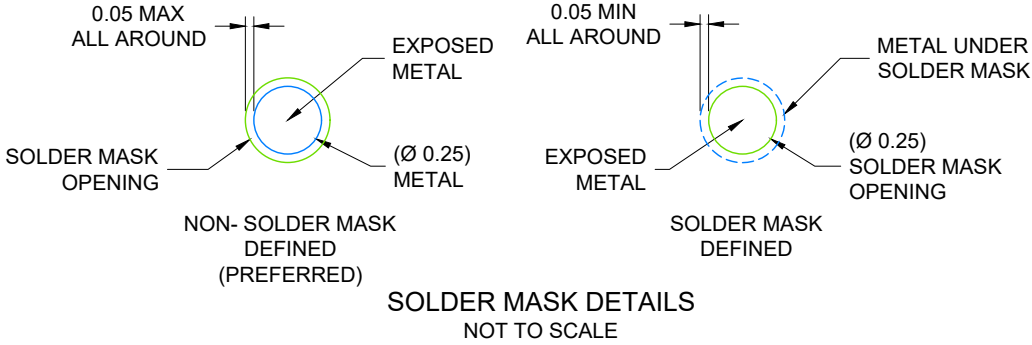 0.05 MAX
ALL AROUND
EXPOSED
METAL
SOLDER MASK
OPENING
(Ø 0.25)
METAL
NON- SOLDER MASK
DEFINED
(PREFERRED)
0.05 MIN
ALL AROUND
METAL UNDER
SOLDER MASK
EXPOSED
METAL
(Ø 0.25)
SOLDER MASK
OPENING
SOLDER MASK
DEFINED
SOLDER MASK DETAILS
NOT TO SCALE